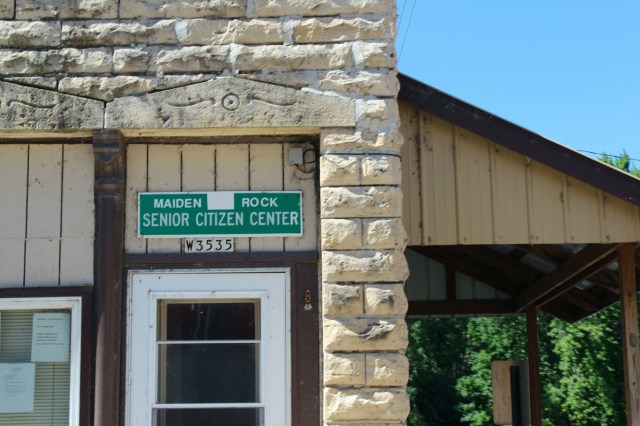 MAIDEN ROCK
SENIOR CITIZEN CENTER
W3535